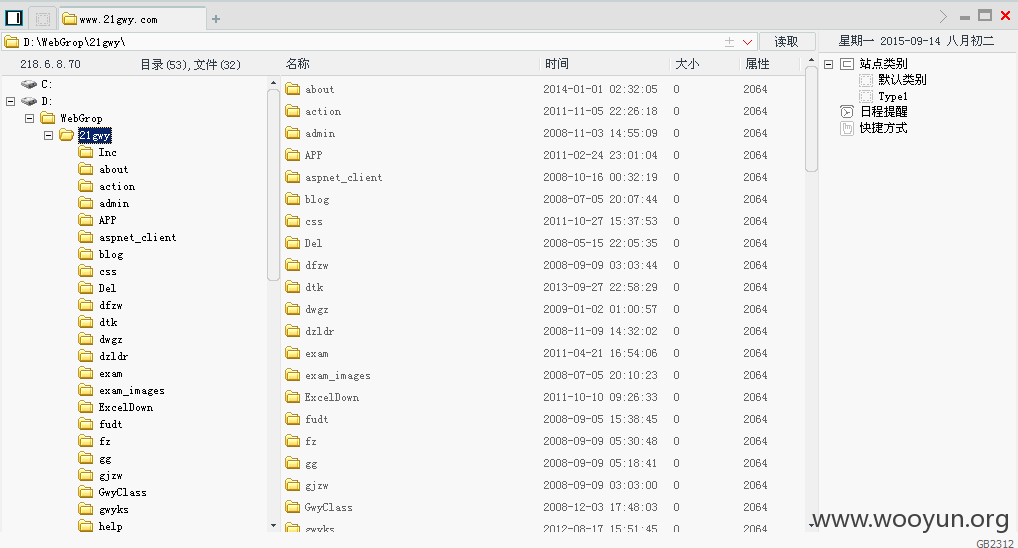 www.21gwy.com
D:\WebGrop\21gwy\
读取
星期一 2015-09-14 八月初二
218.6.8.70 目录(53),文件(32)
C:
D:
WebGrop
21gwy
Inc
about
action
admin
APP
aspnet_client
blog
css
Del
dfzw
dtk
dwgz
dzldr
exam
exam_images
ExcelDown
fudt
fz
gg
gjzw
GwyClass
gwyks
help
名称 时间 大小 属性
about 2014-01-01 02:32:05 0 2064
action 2011-11-05 22:26:18 0 2064
admin 2008-11-03 14:55:09 0 2064
APP 2011-02-24 23:01:04 0 2064
aspnet_client 2008-10-16 00:32:19 0 2064
blog 2008-07-05 20:07:44 0 2064
css 2011-10-27 15:37:53 0 2064
Del 2008-05-15 22:05:35 0 2064
dfzw 2008-09-09 03:03:44 0 2064
dtk 2013-09-27 22:58:29 0 2064
dwgz 2009-01-02 01:00:57 0 2064
dzldr 2008-11-09 14:32:02 0 2064
exam 2011-04-21 16:54:06 0 2064
exam_images 2008-07-05 20:10:23 0 2064
ExcelDown 2011-10-10 09:26:33 0 2064
fudt 2008-09-05 15:38:45 0 2064
fz 2008-09-09 05:30:48 0 2064
gg 2008-09-09 05:18:41 0 2064
gjzw 2008-09-09 03:03:00 0 2064
GwyClass 2008-12-03 17:48:03 0 2064
gwyks 2012-08-17 15:51:45 0 2064
站点类别
默认类别
Type1
日程提醒
快捷方式
www.wooyun.org
GB2312